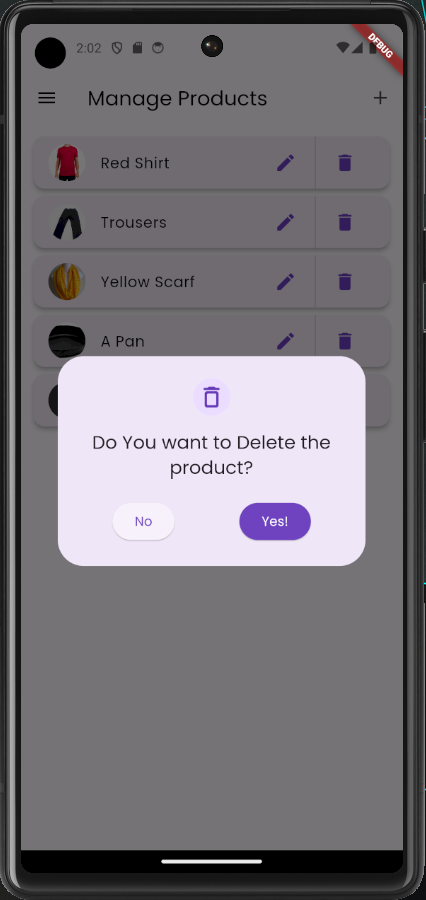 2:02
DEBUG
Manage Products
Red Shirt
Trousers
Yellow Scarf
A Pan
Do You want to Delete the
product?
No
Yes!